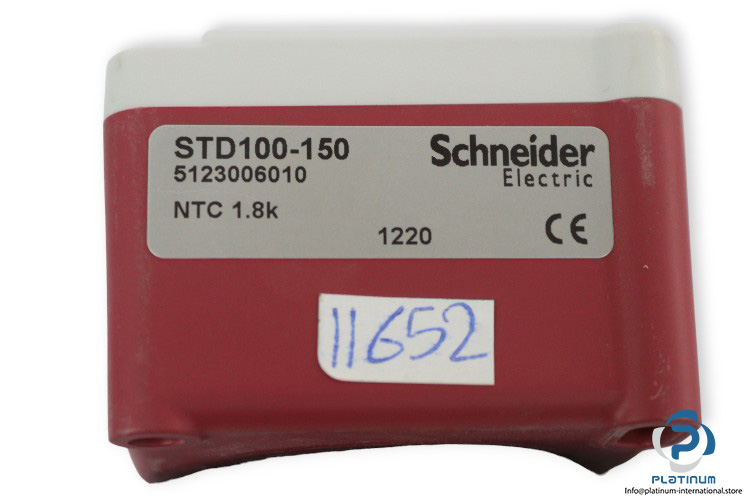 STD100-150
5123006010
NTC 1.8k
Schneider
Electric
1220 CE
11652
PLATINUM
Info@platinum-international.store